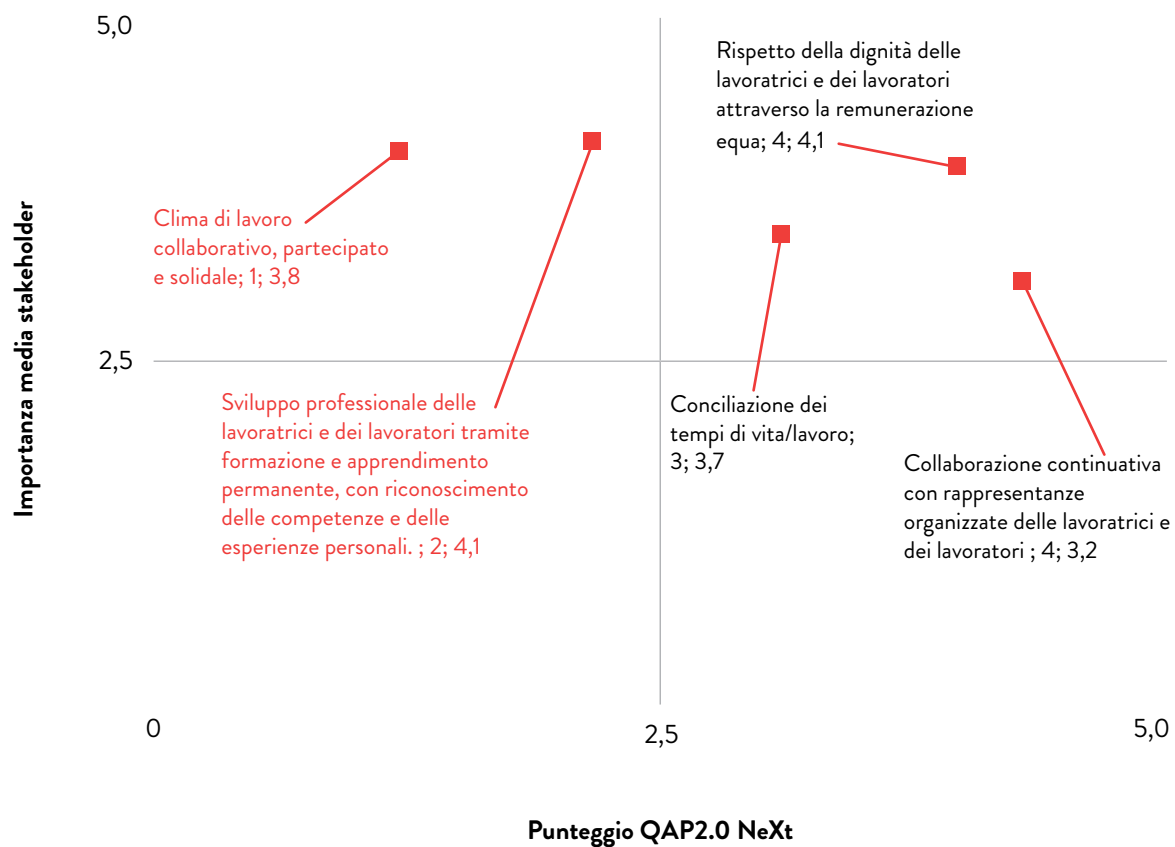 5,0
Rispetto della dignità delle
lavoratrici e dei lavoratori
attraverso la remunerazione
equa; 4; 4,1
Clima di lavoro
collaborativo, partecipato
e solidale; 1; 3,8
Importanza media stakeholder
2,5
Sviluppo professionale delle
lavoratrici e dei lavoratori tramite
formazione e apprendimento
permanente, con riconoscimento
delle competenze e delle
esperienze personali. ; 2; 4,1
Conciliazione dei
tempi di vita/lavoro;
3; 3,7
Collaborazione continuativa
con rappresentanze
organizzate delle lavoratrici e
dei lavoratori ; 4; 3,2
0
2,5
5,0
Punteggio QAP2.0 NeXt